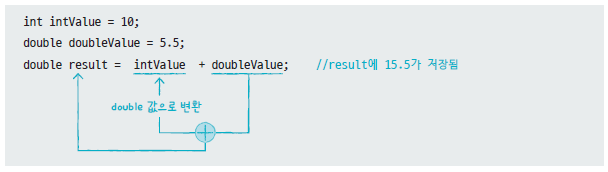 int intValue = 10;
double doubleValue = 5.5;
double result = intValue + doubleValue; //result에 15.5가 저장됨
double 값으로 변환
+